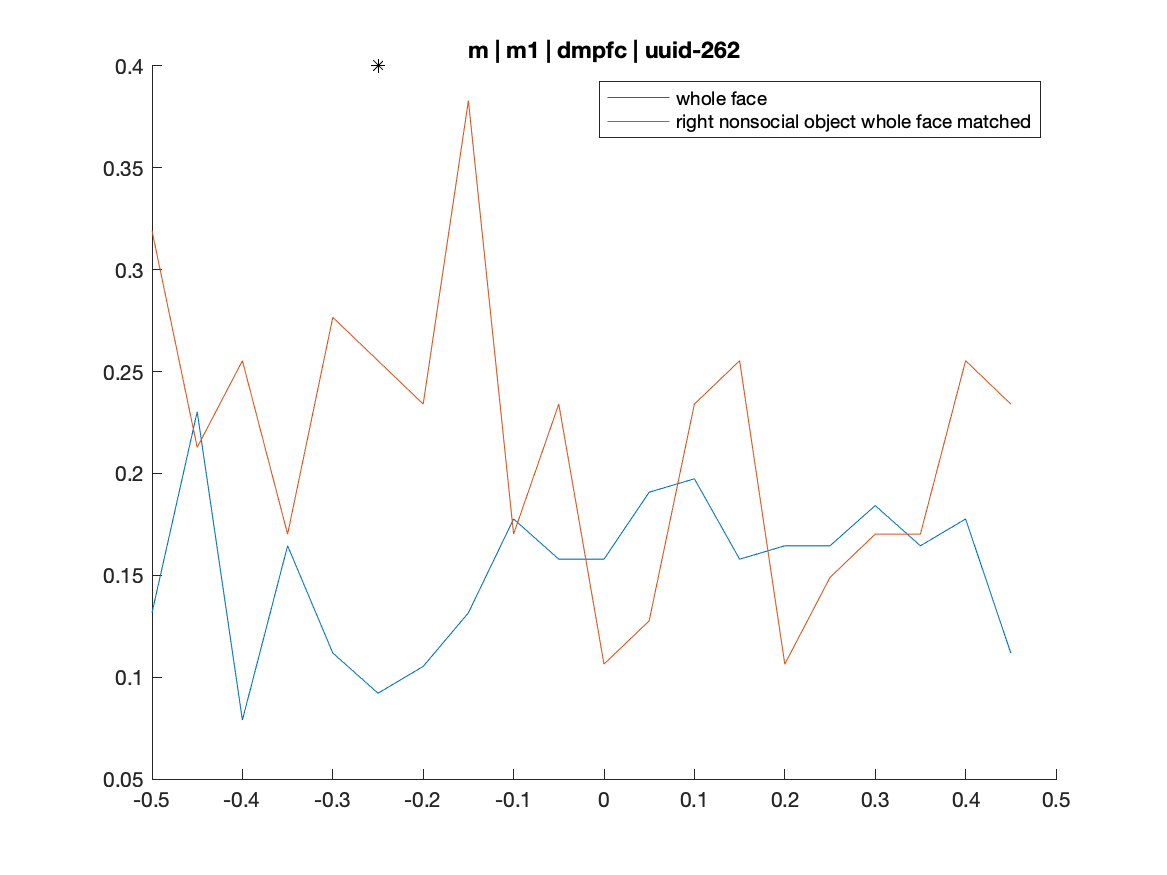 m | m1 | dmpfc | uuid-262
whole face
right nonsocial object whole face matched
0.4
0.35
0.3
0.25
0.2
0.15
0.1
0.05
-0.5 -0.4 -0.3 -0.2 -0.1 0 0.1 0.2 0.3 0.4 0.5